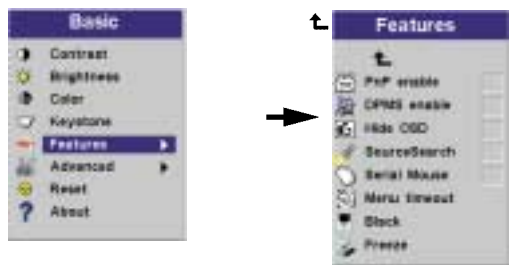 Basic
Contrast
Brightness
Color
Keystone
Features
Advanced
Reset
About
Features
PnP enable
DPMS enable
Hide OSD
SourceSearch
Serial Mouse
Menu timeout
Black
Freeze